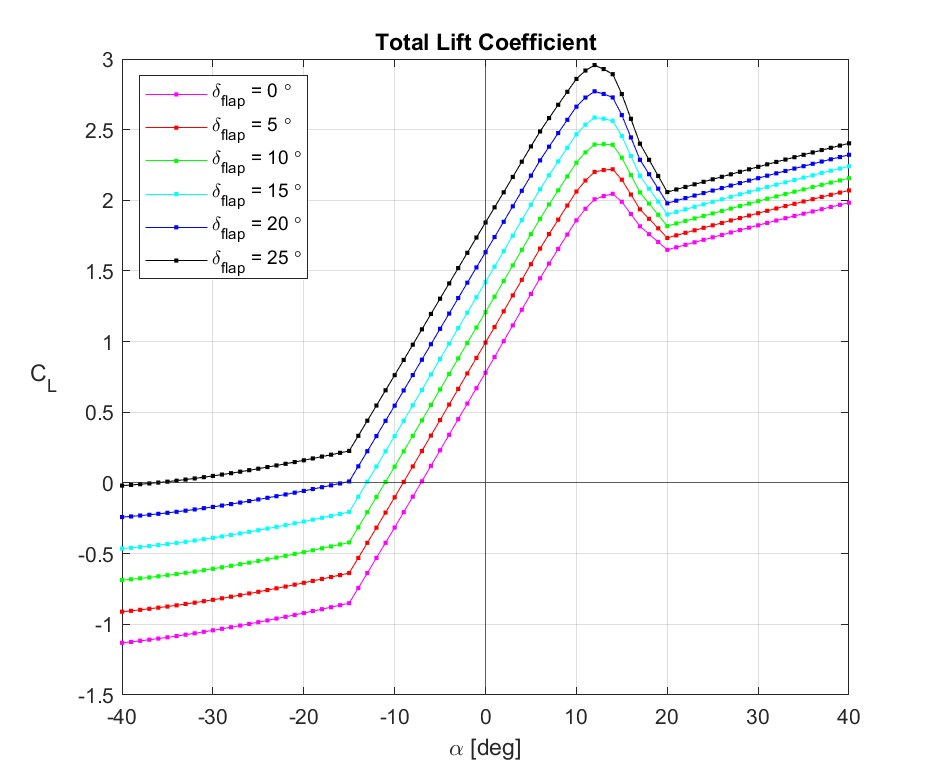 Total Lift Coefficient
δflap = 0 °
δflap = 5 °
δflap = 10 °
δflap = 15 °
δflap = 20 °
δflap = 25 °
3
2.5
2
1.5
1
0.5
0
-0.5
-1
-1.5
CL
-40 -30 -20 -10 0 10 20 30 40
α [deg]